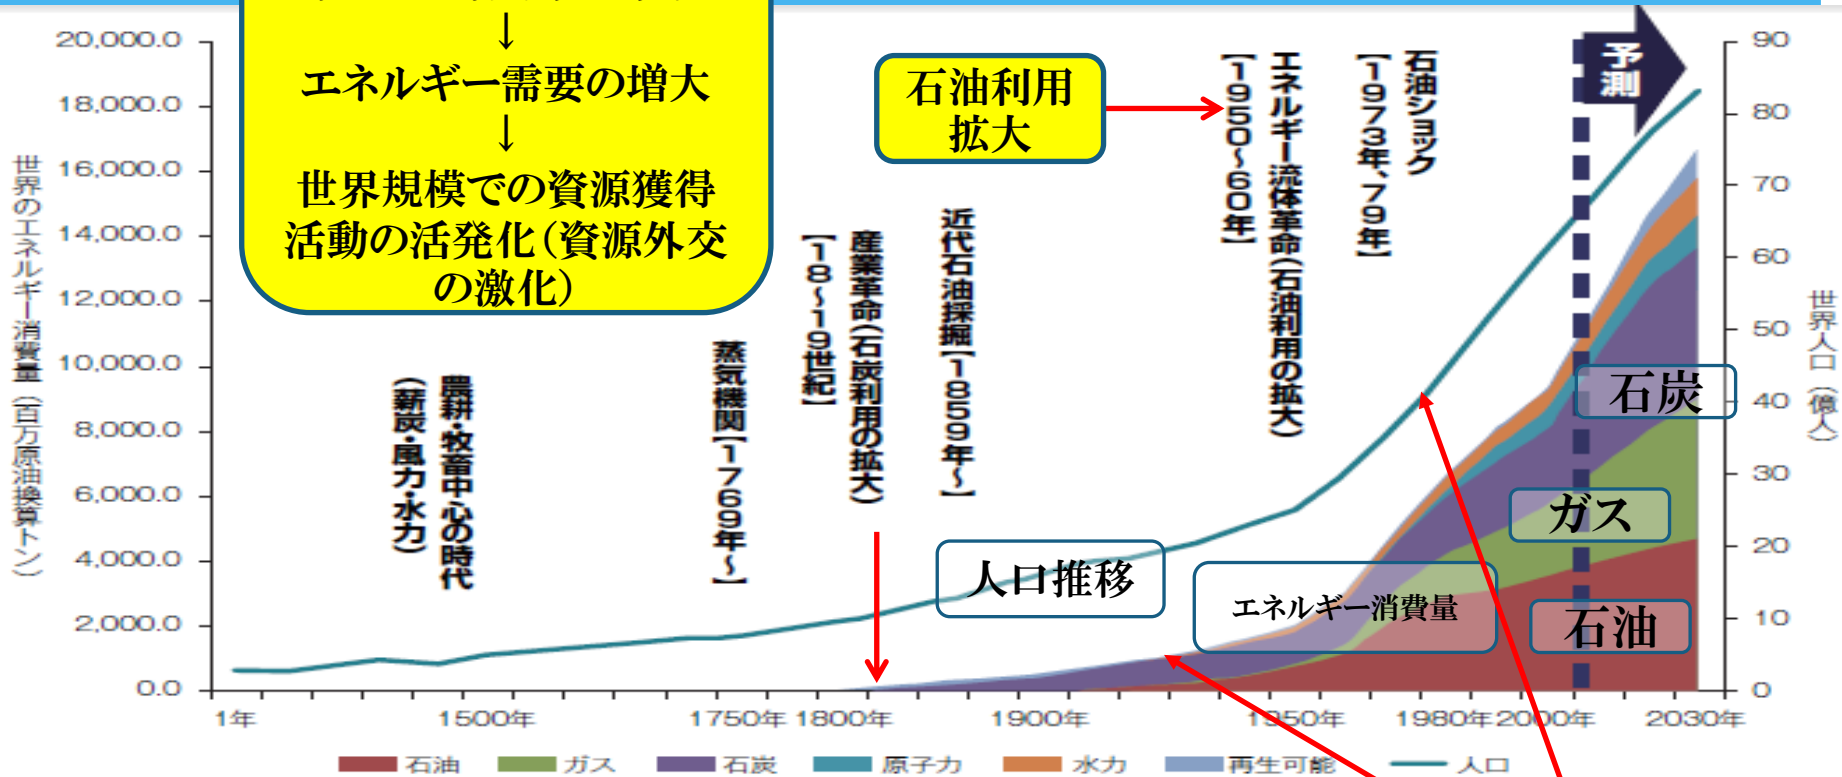 ↓
エネルギー需要の増大
↓
世界規模での資源獲得
活動の活発化（資源外交
の激化）
石油利用
拡大
予測
世界のエネルギー消費量（百万原油換算トン）
20,000.0
18,000.0
16,000.0
14,000.0
12,000.0
10,000.0
8,000.0
6,000.0
4,000.0
2,000.0
0.0
農耕・牧畜中心の時代
（薪炭・風力・水力）
蒸気機関【1769年～】
産業革命（石炭利用の拡大）
【18～19世紀】
近代石油採掘【1859年～】
エネルギー流体革命（石油利用の拡大）
【1950～60年】
石油ショック
【1973年、79年】
人口推移
エネルギー消費量
石炭
ガス
石油
90
80
70
60
50
40
30
20
10
0
世界人口（億人）
1年
1500年
1750年
1800年
1900年
1950年
1980年
2000年
2030年
石油
ガス
石炭
原子力
水力
再生可能
人口